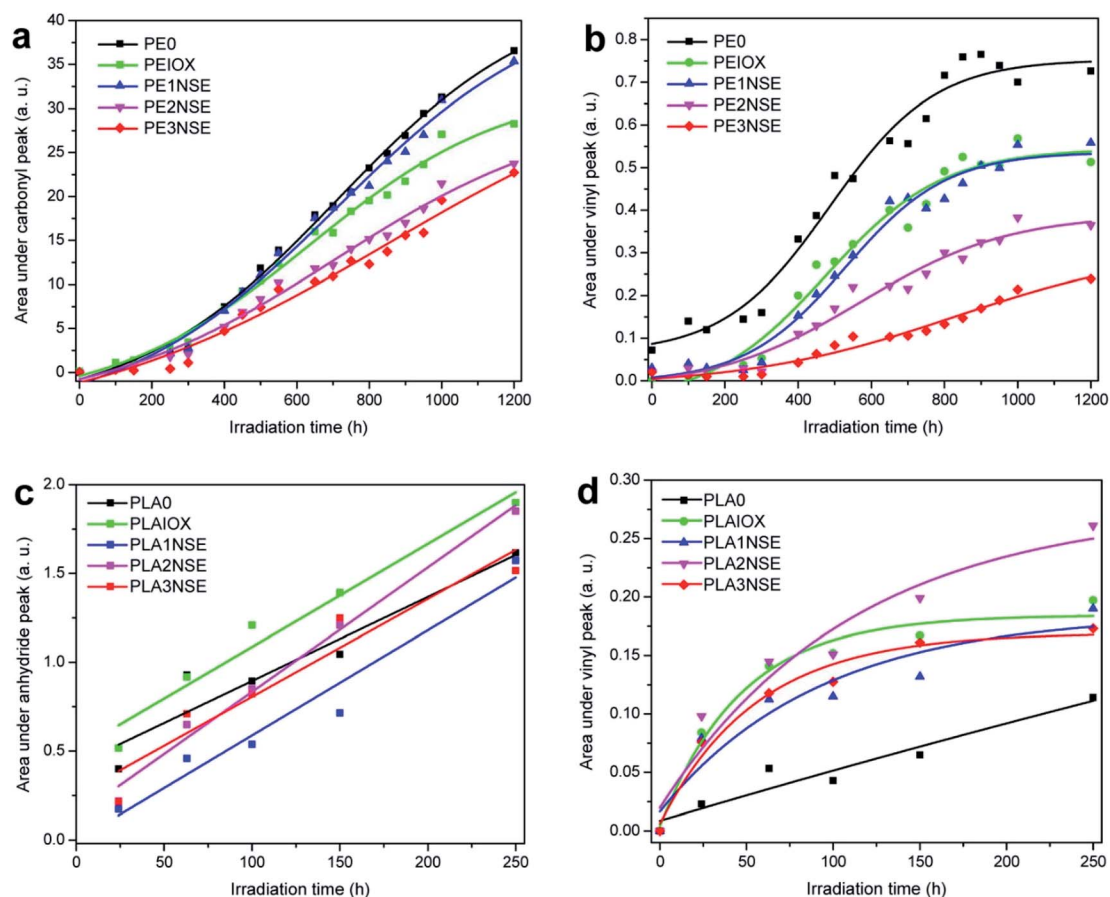 a
PE0
PEIOX
PE1NSE
PE2NSE
PE3NSE
Area under carbonyl peak (a. u.)
40
35
30
25
20
15
10
5
0
0 200 400 600 800 1000 1200
Irradiation time (h)
b
PE0
PEIOX
PE1NSE
PE2NSE
PE3NSE
Area under vinyl peak (a. u.)
0.8
0.7
0.6
0.5
0.4
0.3
0.2
0.1
0.0
0 200 400 600 800 1000 1200
Irradiation time (h)
c
PLA0
PLAIOX
PLA1NSE
PLA2NSE
PLA3NSE
Area under anhydride peak (a. u.)
2.0
1.5
1.0
0.5
0.0
0 50 100 150 200 250
Irradiation time (h)
d
PLA0
PLAIOX
PLA1NSE
PLA2NSE
PLA3NSE
Area under vinyl peak (a. u.)
0.30
0.25
0.20
0.15
0.10
0.05
0.00
0 50 100 150 200 250
Irradiation time (h)